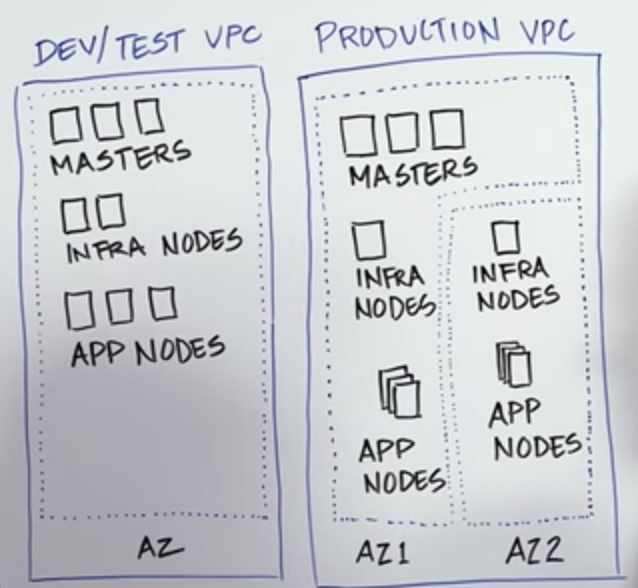 DEV/TEST VPC
MASTERS
INFRA NODES
APP NODES
AZ
PRODUCTION VPC
MASTERS
INFRA
NODES
APP
NODES
AZ1
INFRA
NODES
APP
NODES
AZ2